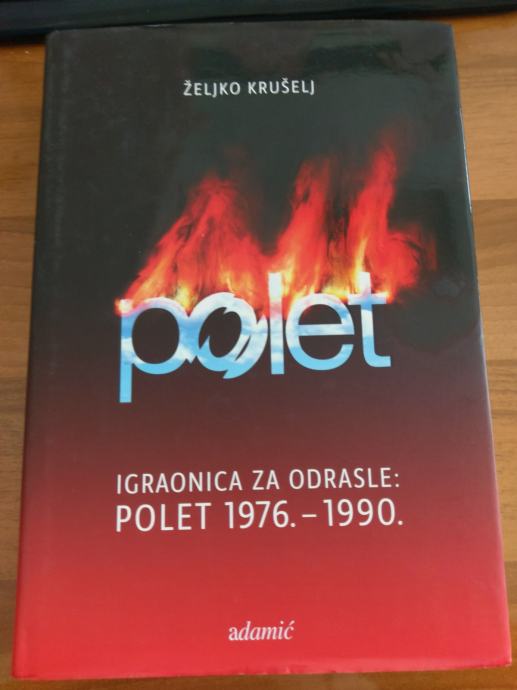 ŽELJKO KRUŠELJ
polet
IGRAONICA ZA ODRASLE:
POLET 1976. – 1990.
adamić